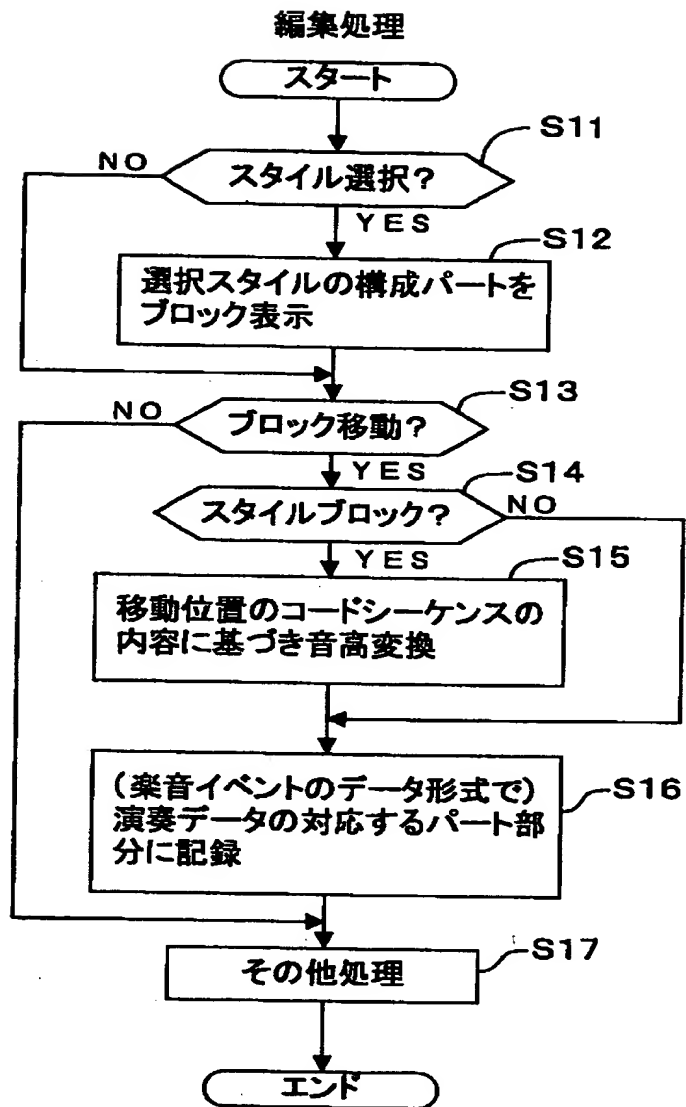 編集処理
スタート
S11
NO
スタイル選択?
YES
S12
選択スタイルの構成パートを
ブロック表示
S13
NO
ブロック移動?
YES
S14
スタイルブロック?
NO
YES
S15
移動位置のコードシーケンスの
内容に基づき音高変換
S16
(楽音イベントのデータ形式で)
演奏データの対応するパート部
分に記録
S17
その他処理
エンド